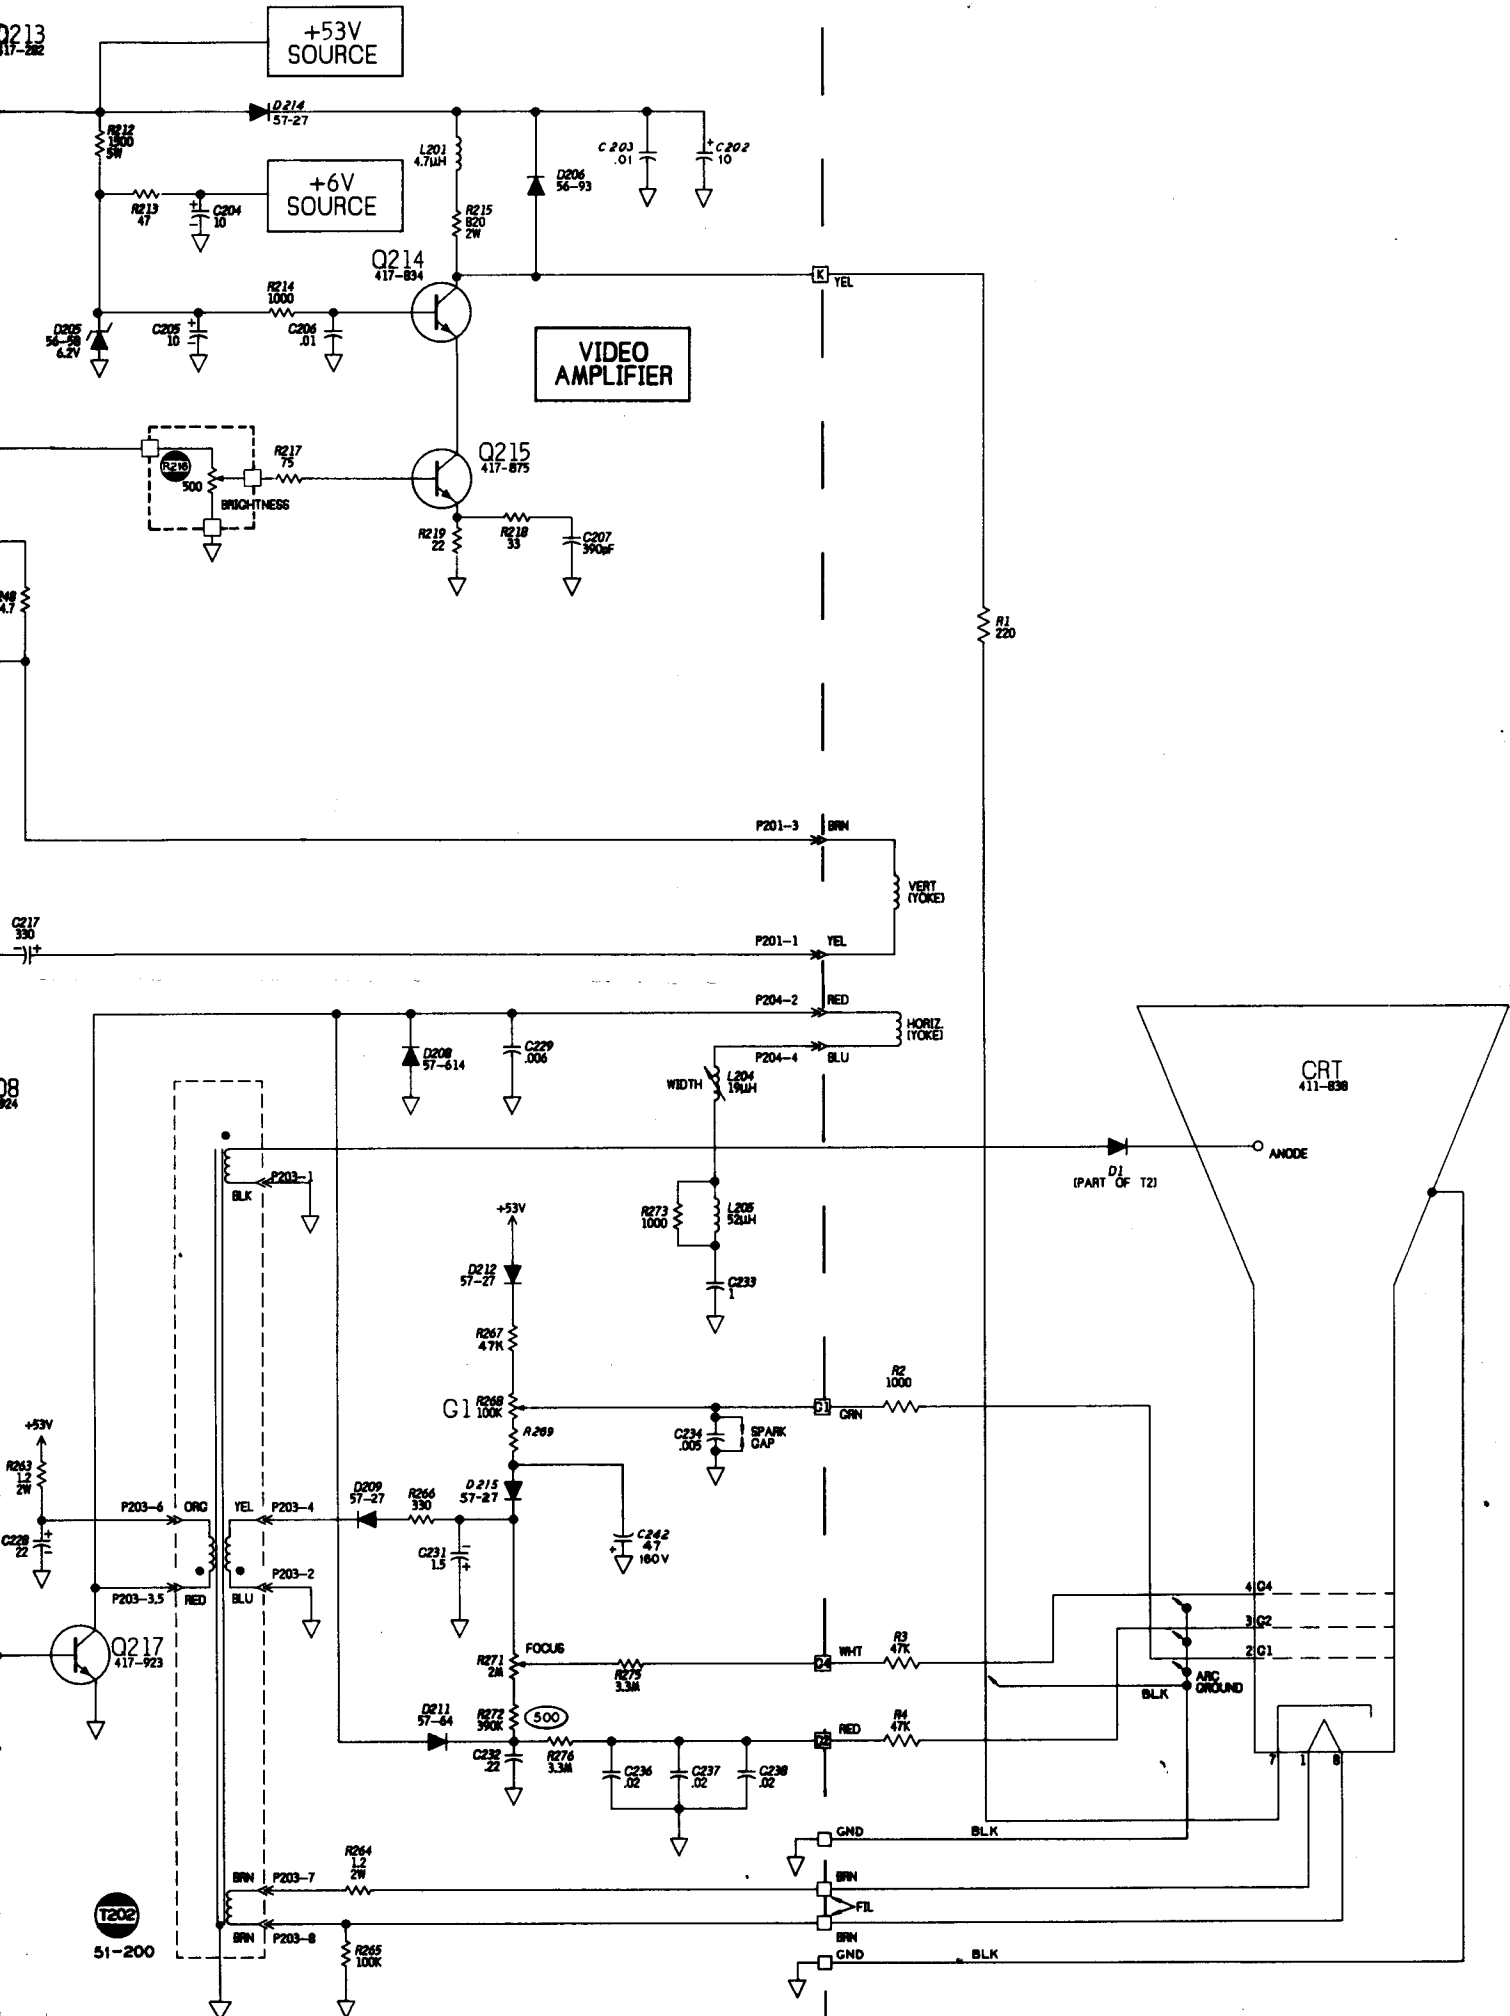 Q213
417-282
+53V
SOURCE
D214
57-27
R212
1500
5W
L201
4.7μH
C203
.01
+
C202
10
D206
56-93
+6V
SOURCE
R213
47
+
-
C204
10
R215
820
2W
Q214
417-834
K
YEL
R214
1000
D205
56-58
6.2V
C205
10
+
-
C206
.01
VIDEO
AMPLIFIER
Q215
417-875
R217
75
R216
500
BRIGHTNESS
R219
22
R218
33
C207
390pF
4.7
R1
220
P201-3
BRN
VERT
(YOKE)
C217
330
- +
P201-1
YEL
P204-2
RED
HORIZ.
(YOKE)
P204-4
BLU
D208
57-614
C229
.006
WIDTH
L204
19μH
CRT
411-838
ANODE
D1
(PART OF T2)
P203-1
BLK
+53V
R273
1000
L205
52μH
D212
57-27
C233
1
R267
47K
R2
1000
G1
R268
100K
G1
GRN
R269
C234
.005
SPARK
GAP
+53V
R263
1.2
2W
D209
57-27
R266
330
D215
57-27
P203-6
ORG
YEL
P203-4
C228
22
+
-
C231
1.5
-
+
+
C242
47
160V
P203-2
P203-3,5
RED
BLU
4 G4
3 G2
2 G1
Q217
417-923
FOCUS
R271
2M
R275
3.3M
G4
WHT
R3
47K
ARC
GROUND
BLK
D211
57-64
R272
390K
500
G2
RED
R4
47K
C232
.22
R276
3.3M
C236
.02
C237
.02
C238
.02
7
1
8
GND
BLK
R264
1.2
2W
BRN
P203-7
BRN
FIL
T202
51-200
BRN
P203-8
BRN
R265
100K
GND
BLK